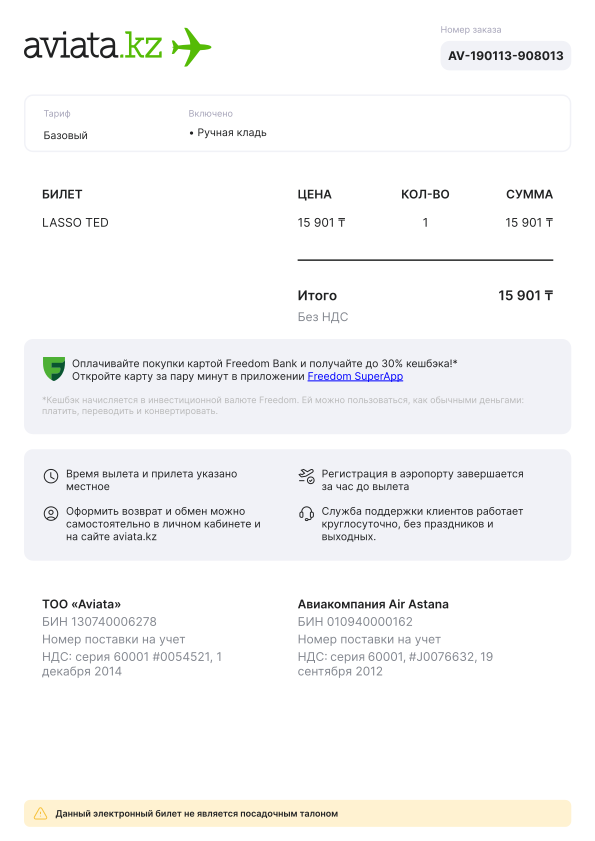 aviata.kz
Номер заказа
AV-190113-908013
Тариф
Включено
Базовый
• Ручная кладь
БИЛЕТ ЦЕНА КОЛ-ВО СУММА
LASSO TED 15 901 ₸ 1 15 901 ₸
Итого 15 901 ₸
Без НДС
Оплачивайте покупки картой Freedom Bank и получайте до 30% кешбэка!*
Откройте карту за пару минут в приложении Freedom SuperApp
*Кешбэк начисляется в инвестиционной валюте Freedom. Ей можно пользоваться, как обычными деньгами:
платить, переводить и конвертировать.
Время вылета и прилета указано
местное
Регистрация в аэропорту завершается
за час до вылета
Оформить возврат и обмен можно
самостоятельно в личном кабинете и
на сайте aviata.kz
Служба поддержки клиентов работает
круглосуточно, без праздников и
выходных.
ТОО «Aviata»
БИН 130740006278
Номер поставки на учет
НДС: серия 60001 #0054521, 1
декабря 2014
Авиакомпания Air Astana
БИН 010940000162
Номер поставки на учет
НДС: серия 60001, #J0076632, 19
сентября 2012
Данный электронный билет не является посадочным талоном